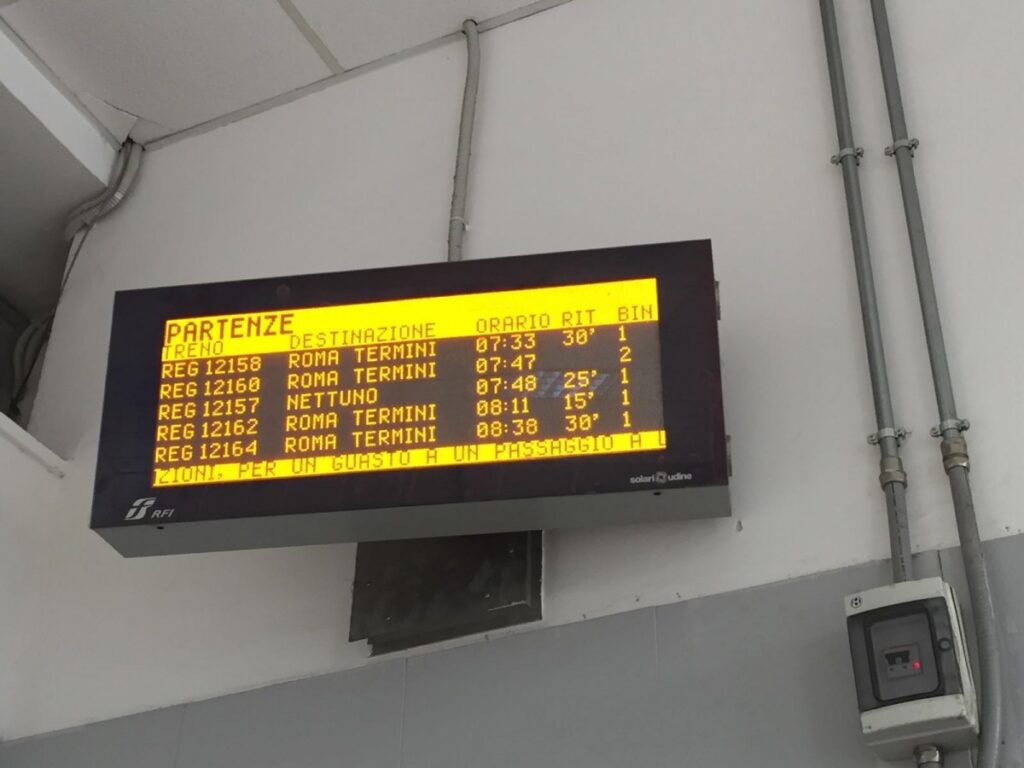 PARTENZE
TRENO DESTINAZIONE ORARIO RIT BIN
REG 12158 ROMA TERMINI 07:33 30' 1
REG 12160 ROMA TERMINI 07:47 2
REG 12157 NETTUNO 07:48 25' 1
REG 12162 ROMA TERMINI 08:11 15' 1
REG 12164 ROMA TERMINI 08:38 30' 1
ZIONI, PER UN GUASTO A UN PASSAGGIO A L
RFI
solari udine